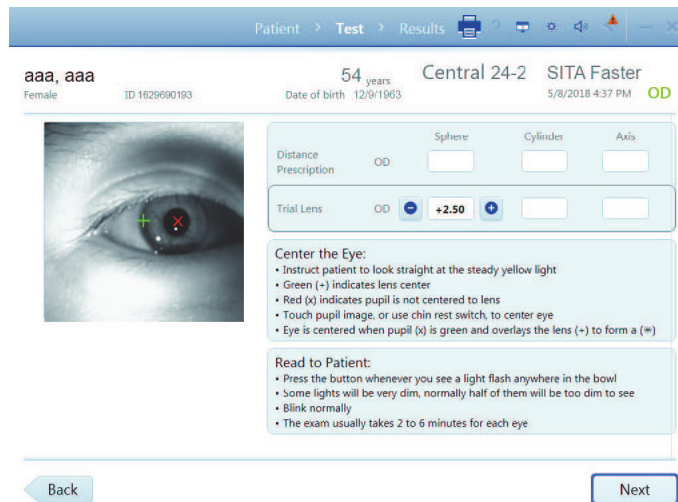 Patient > Test > Results ?
aaa, aaa
Female ID 1629690193
54 years
Date of birth 12/9/1963
Central 24-2 SITA Faster
5/8/2018 4:37 PM OD
Sphere Cylinder Axis
Distance
Prescription OD
Trial Lens OD - +2.50 +
Center the Eye:
• Instruct patient to look straight at the steady yellow light
• Green (+) indicates lens center
• Red (x) indicates pupil is not centered to lens
• Touch pupil image, or use chin rest switch, to center eye
• Eye is centered when pupil (x) is green and overlays the lens (+) to form a (✳)
Read to Patient:
• Press the button whenever you see a light flash anywhere in the bowl
• Some lights will be very dim, normally half of them will be too dim to see
• Blink normally
• The exam usually takes 2 to 6 minutes for each eye
Back Next